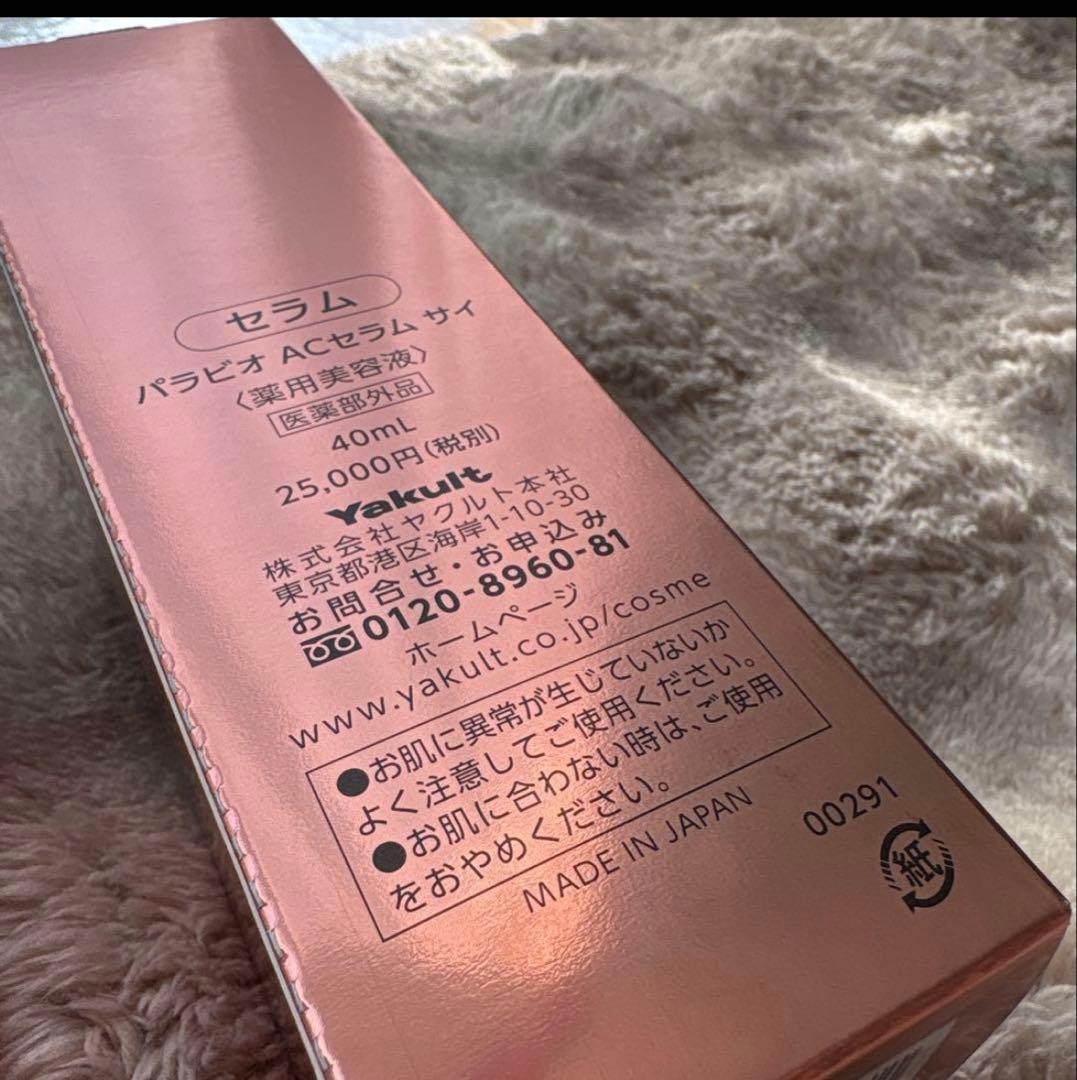 セラム
パラビオ ACセラム サイ
〈薬用美容液〉
医薬部外品
40mL
25,000円(税別)
Yakult
株式会社ヤクルト本社
東京都港区海岸1-10-30
お問合せ・お申込み
0120-8960-81
ホームページ
www.yakult.co.jp/cosme
●お肌に異常が生じていないか
よく注意してご使用ください。
●お肌に合わない時は、ご使用
をおやめください。
MADE IN JAPAN
00291
紙